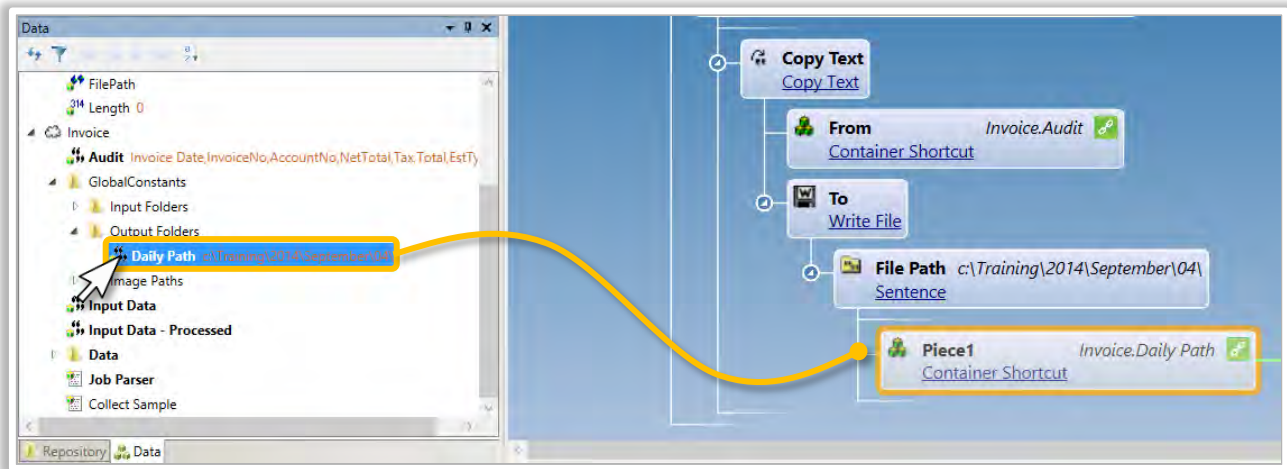 Data
FilePath
Length 0
Invoice
Audit Invoice Date,InvoiceNo,AccountNo,NetTotal,Tax Total,EstTy
GlobalConstants
Input Folders
Output Folders
Daily Path c:\Training\2014\September\04\
Image Paths
Input Data
Input Data - Processed
Data
Job Parser
Collect Sample
Repository Data
Copy Text
Copy Text
From Invoice.Audit
Container Shortcut
To
Write File
File Path c:\Training\2014\September\04\
Sentence
Piece1 Invoice.Daily Path
Container Shortcut